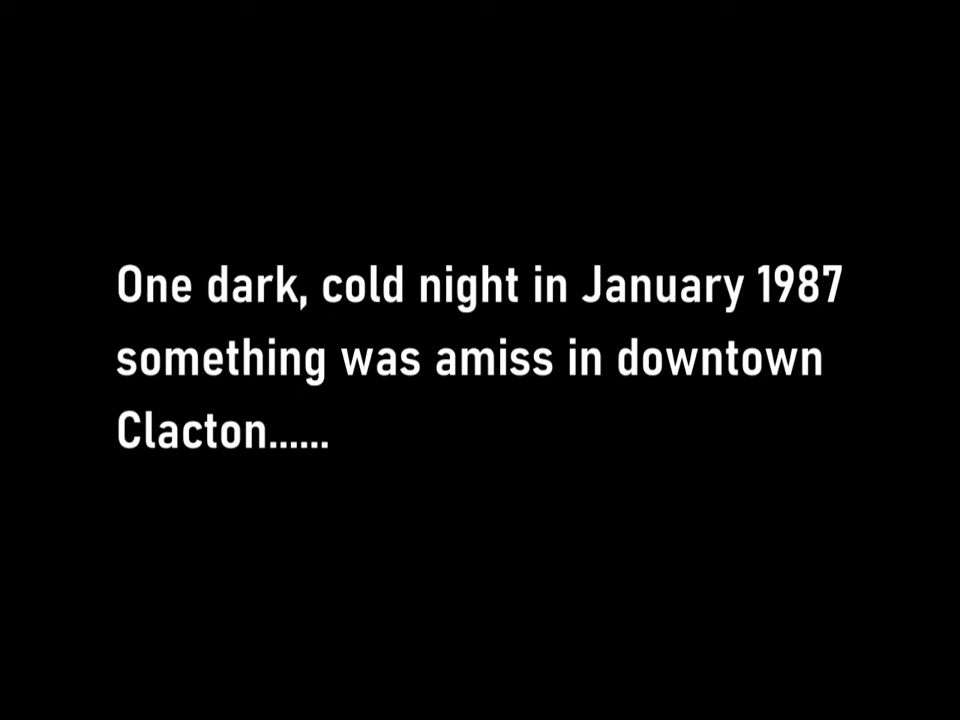 One dark, cold night in January 1987
something was amiss in downtown
Clacton......